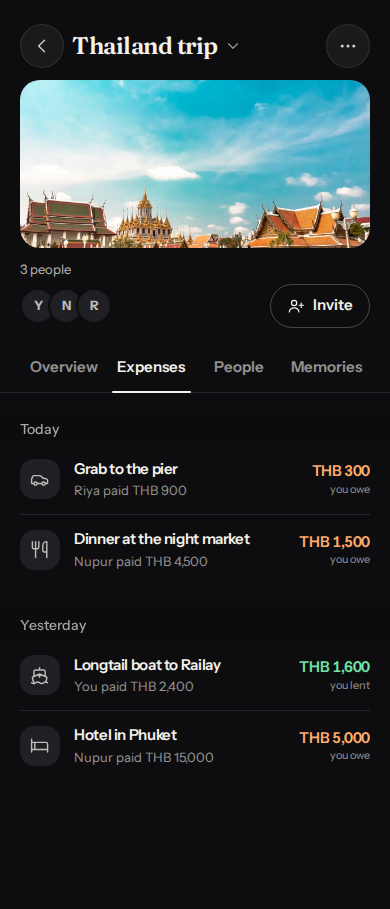 Thailand trip
3 people
Y N R
Invite
Overview Expenses People Memories
Today
Grab to the pier THB 300
Riya paid THB 900 you owe
Dinner at the night market THB 1,500
Nupur paid THB 4,500 you owe
Yesterday
Longtail boat to Railay THB 1,600
You paid THB 2,400 you lent
Hotel in Phuket THB 5,000
Nupur paid THB 15,000 you owe